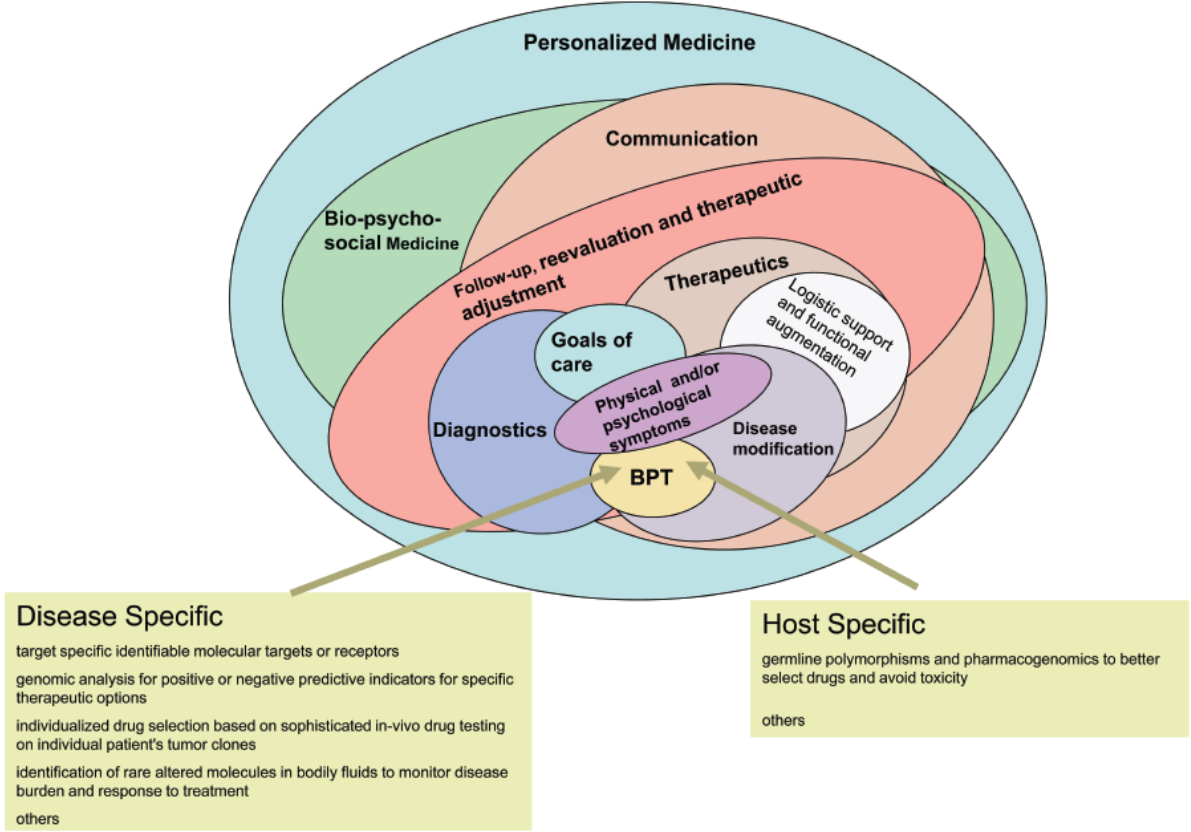 Personalized Medicine
Communication
Bio-psycho-
social Medicine
Follow-up, reevaluation and therapeutic
adjustment
Therapeutics
Logistic support
and functional
augmentation
Goals of
care
Physical and/or
psychological
symptoms
Diagnostics
Disease
modification
BPT
Disease Specific
target specific identifiable molecular targets or receptors
genomic analysis for positive or negative predictive indicators for specific
therapeutic options
individualized drug selection based on sophisticated in-vivo drug testing
on individual patient's tumor clones
identification of rare altered molecules in bodily fluids to monitor disease
burden and response to treatment
others
Host Specific
germline polymorphisms and pharmacogenomics to better
select drugs and avoid toxicity
others